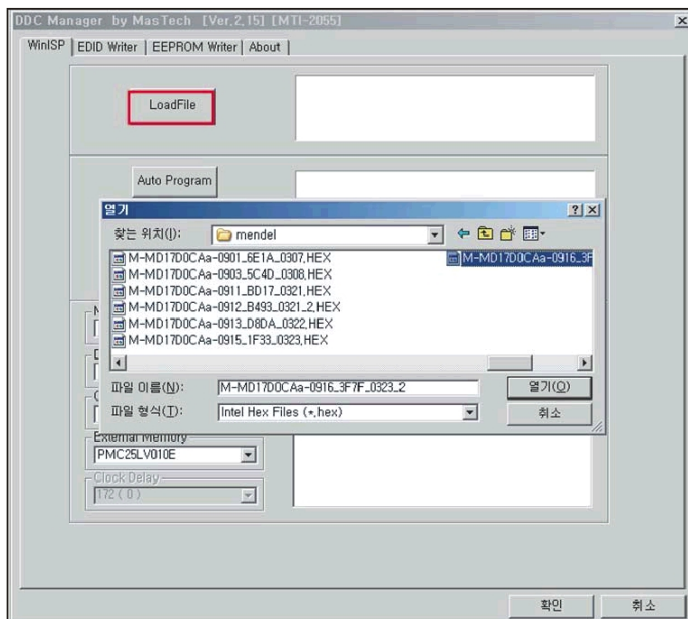 DDC Manager by MasTech [Ver,2,15] [MTI-2055]
WinISP EDID Writer EEPROM Writer About
LoadFile
Auto Program
열기
찾는 위치(I): mendel
M-MD17D0CAa-0901_6E1A_0307,HEX M-MD17D0CAa-0916_3F
M-MD17D0CAa-0903_5C4D_0308,HEX
M-MD17D0CAa-0911_BD17_0321,HEX
M-MD17D0CAa-0912_B493_0321_2,HEX
M-MD17D0CAa-0913_D8DA_0322,HEX
M-MD17D0CAa-0915_1F33_0323,HEX
파일 이름(N): M-MD17D0CAa-0916_3F7F_0323_2 열기(O)
파일 형식(T): Intel Hex Files (*,hex) 취소
External Memory
PMC25LV010E
Clock Delay
172 ( 0 )
확인 취소